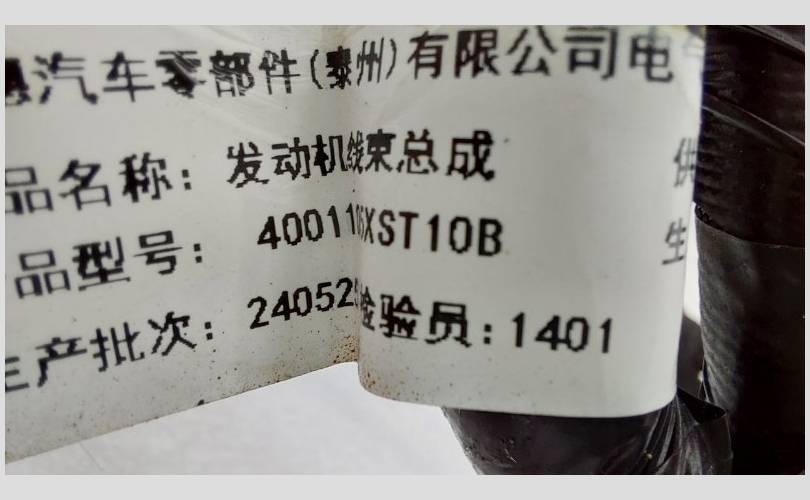 汽车零部件(泰州)有限公司电
品名称：发动机线束总成 供
品型号：4001106XST10B 生
产批次：240525 检验员：1401